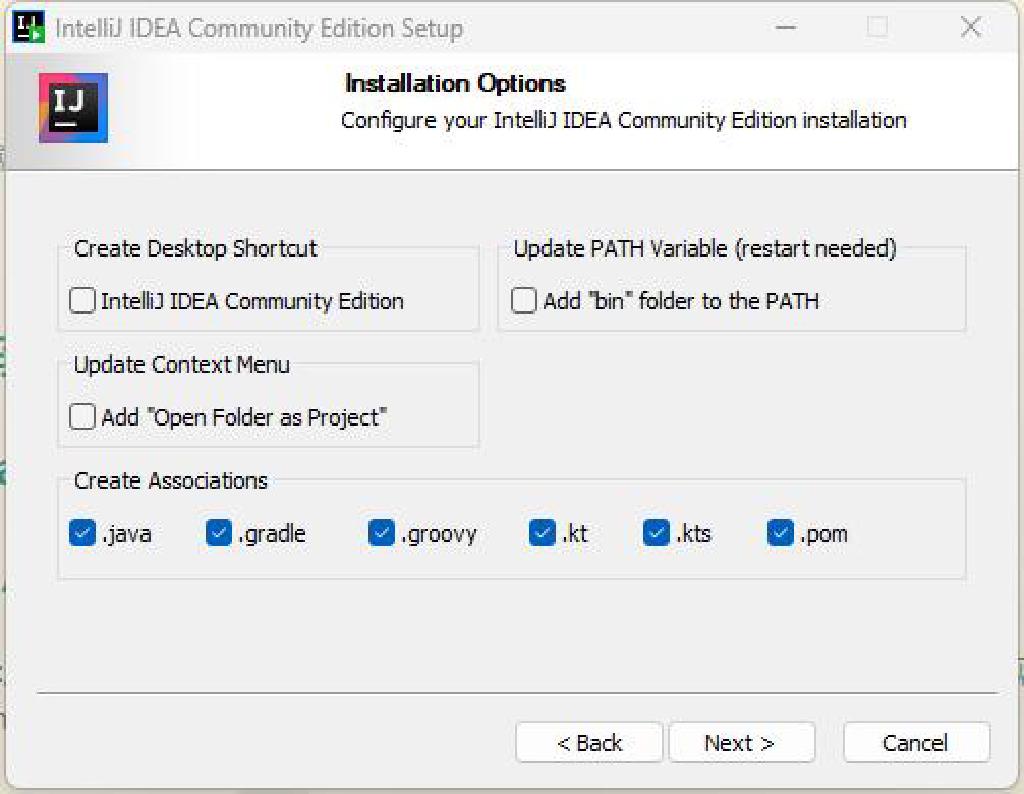 IntelliJ IDEA Community Edition Setup
IJ
Installation Options
Configure your IntelliJ IDEA Community Edition installation
Create Desktop Shortcut
IntelliJ IDEA Community Edition
Update PATH Variable (restart needed)
Add "bin" folder to the PATH
Update Context Menu
Add "Open Folder as Project"
Create Associations
.java .gradle .groovy .kt .kts .pom
< Back Next > Cancel